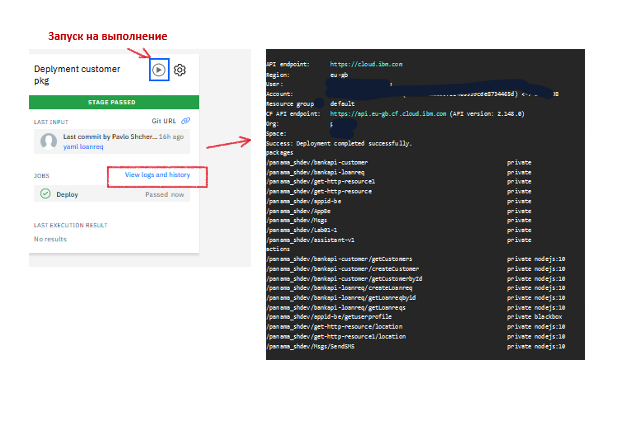 Запуск на выполнение
Deplyment customer
pkg
STAGE PASSED
LAST INPUT
Git URL
Last commit by Pavlo Shcher... 16h ago
yaml loanreq
JOBS
View logs and history
Deploy
Passed now
LAST EXECUTION RESULT
No results
API endpoint: https://cloud.ibm.com
Region: eu-gb
User:
Account:
Resource group default
CF API endpoint: https://api.eu-gb.cf.cloud.ibm.com (API version: 2.148.0)
Org:
Space:
Success: Deployment completed successfully.
packages
/panama_shdev/bankapi-customer private
/panama_shdev/bankapi-loanreq private
/panama_shdev/get-http-resource1 private
/panama_shdev/get-http-resource private
/panama_shdev/appid-be private
/panama_shdev/AppBe private
/panama_shdev/Msgs private
/panama_shdev/Lab01-1 private
/panama_shdev/assistant-v1 private
actions
/panama_shdev/bankapi-customer/getCustomers private nodejs:10
/panama_shdev/bankapi-customer/createCustomer private nodejs:10
/panama_shdev/bankapi-customer/getCustomerbyId private nodejs:10
/panama_shdev/bankapi-loanreq/createLoanreq private nodejs:10
/panama_shdev/bankapi-loanreq/getLoanreqbyid private nodejs:10
/panama_shdev/bankapi-loanreq/getLoanreqs private nodejs:10
/panama_shdev/appid-be/getuserprofile private blackbox
/panama_shdev/get-http-resource/location private nodejs:10
/panama_shdev/get-http-resource1/location private nodejs:10
/panama_shdev/Msgs/SendSMS private nodejs:10